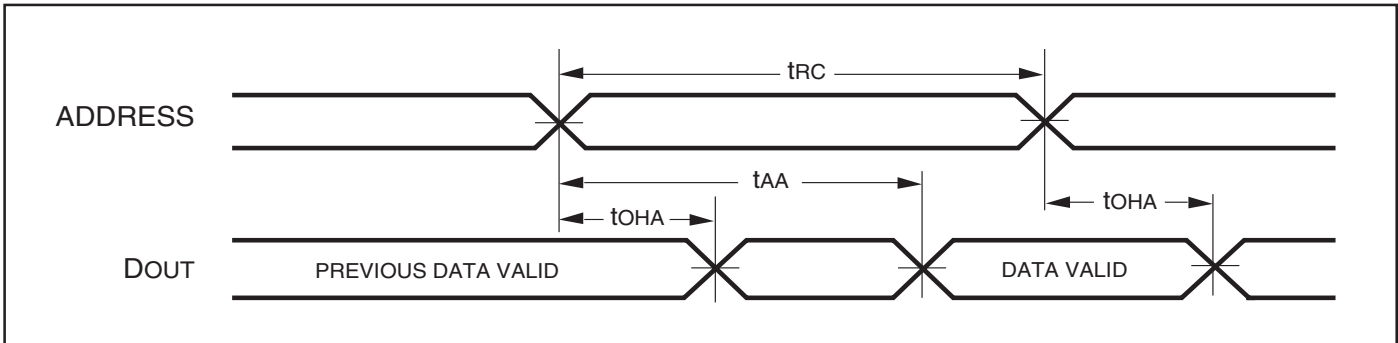 tRC
ADDRESS
tAA
tOHA
tOHA
DOUT
PREVIOUS DATA VALID
DATA VALID